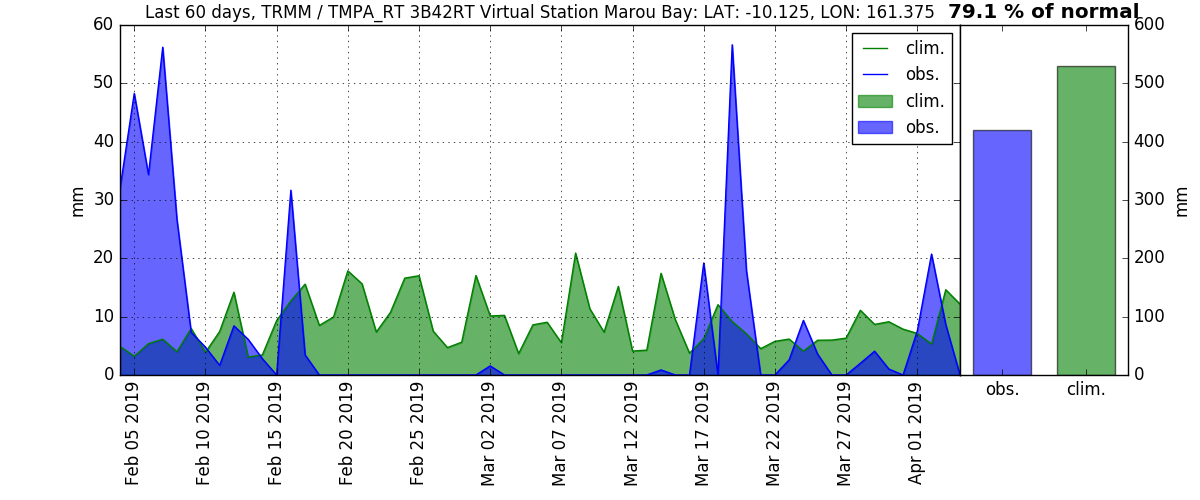 Last 60 days, TRMM / TMPA_RT 3B42RT Virtual Station Marou Bay: LAT: -10.125, LON: 161.375 79.1 % of normal
60
50
40
30
20
10
0
mm
clim.
obs.
clim.
obs.
Feb 05 2019
Feb 10 2019
Feb 15 2019
Feb 20 2019
Feb 25 2019
Mar 02 2019
Mar 07 2019
Mar 12 2019
Mar 17 2019
Mar 22 2019
Mar 27 2019
Apr 01 2019
600
500
400
300
200
100
0
mm
obs.
clim.